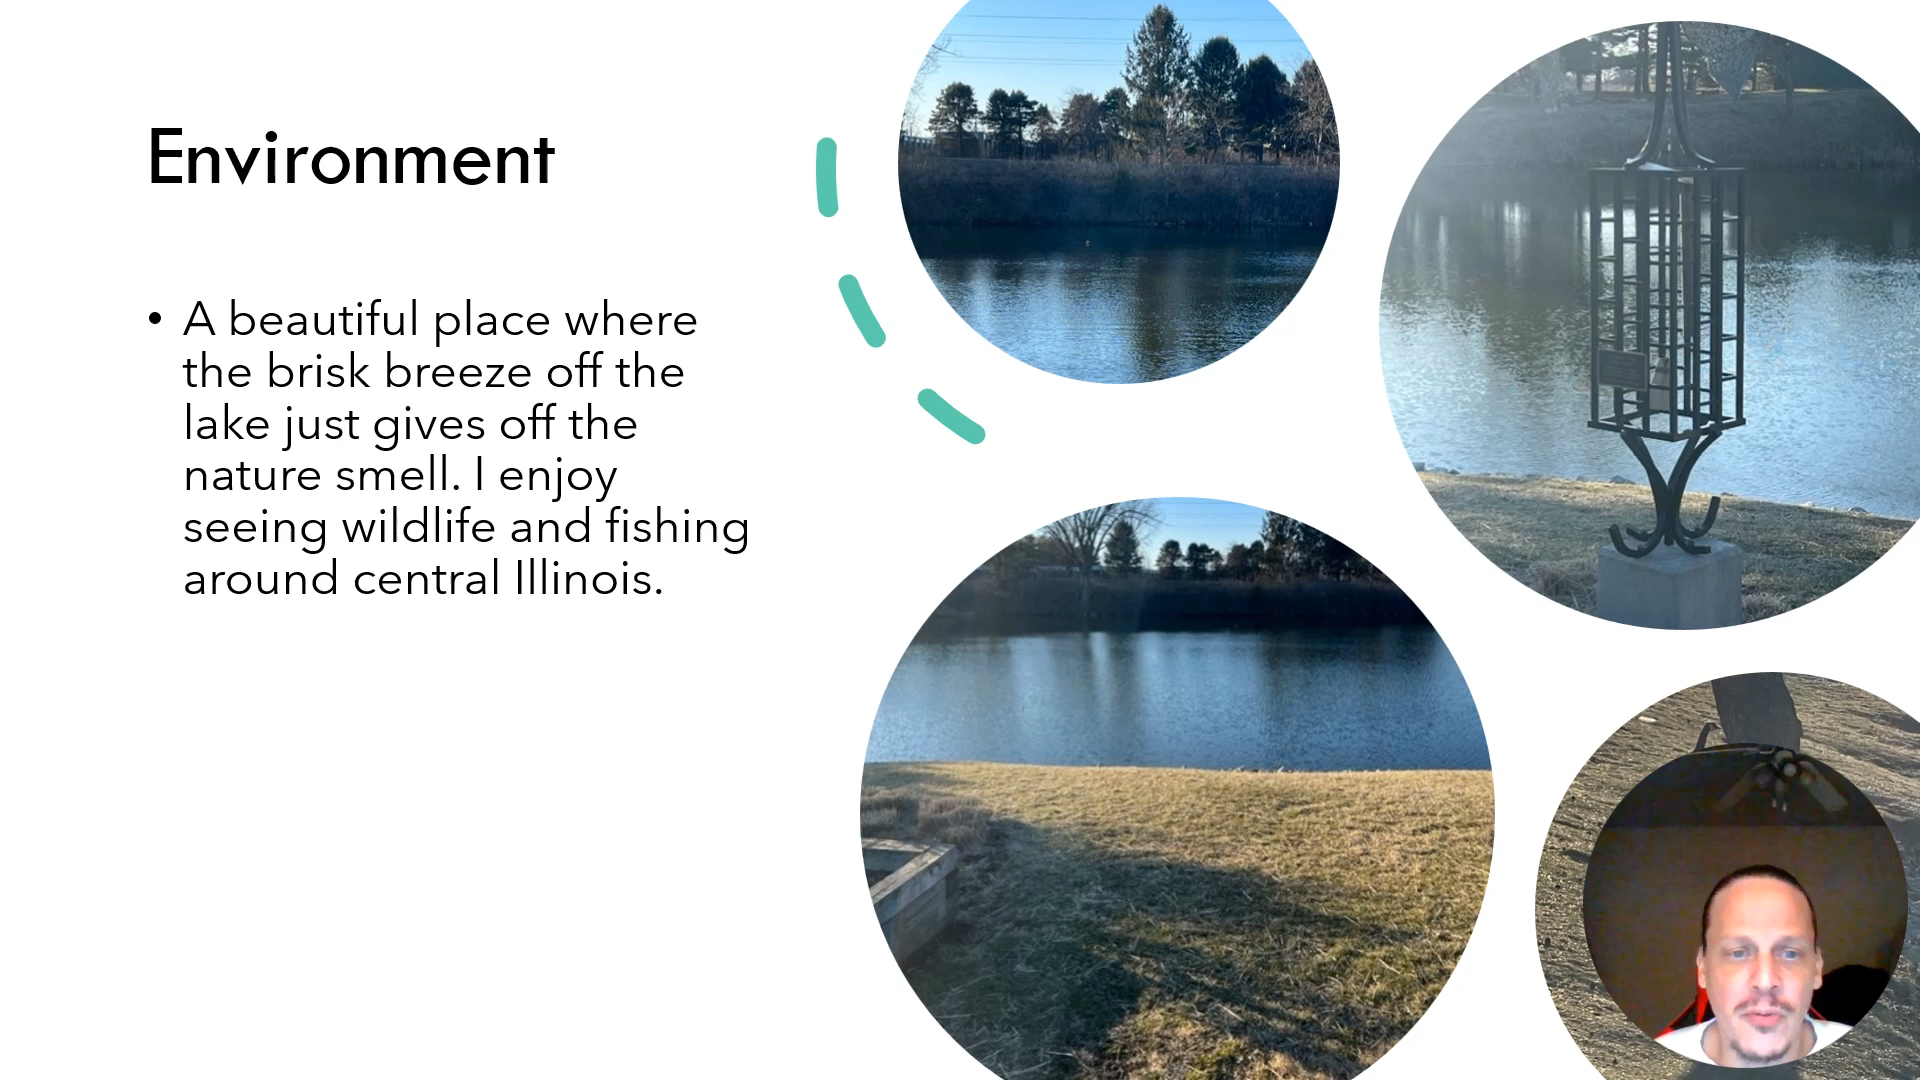 Environment
• A beautiful place where
the brisk breeze off the
lake just gives off the
nature smell. I enjoy
seeing wildlife and fishing
around central Illinois.